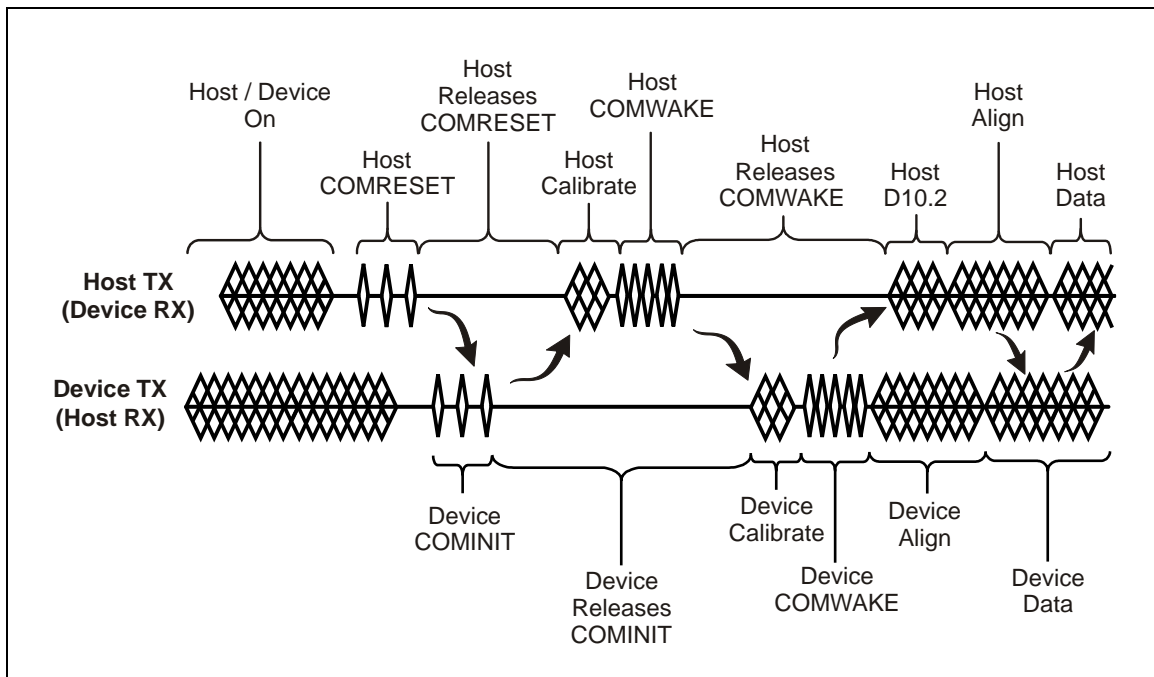 Host / Device
On
Host
COMRESET
Host
Releases
COMRESET
Host
Calibrate
Host
COMWAKE
Host
Releases
COMWAKE
Host
D10.2
Host
Align
Host
Data
Host TX
(Device RX)
Device TX
(Host RX)
Device
COMINIT
Device
Releases
COMINIT
Device
Calibrate
Device
COMWAKE
Device
Align
Device
Data